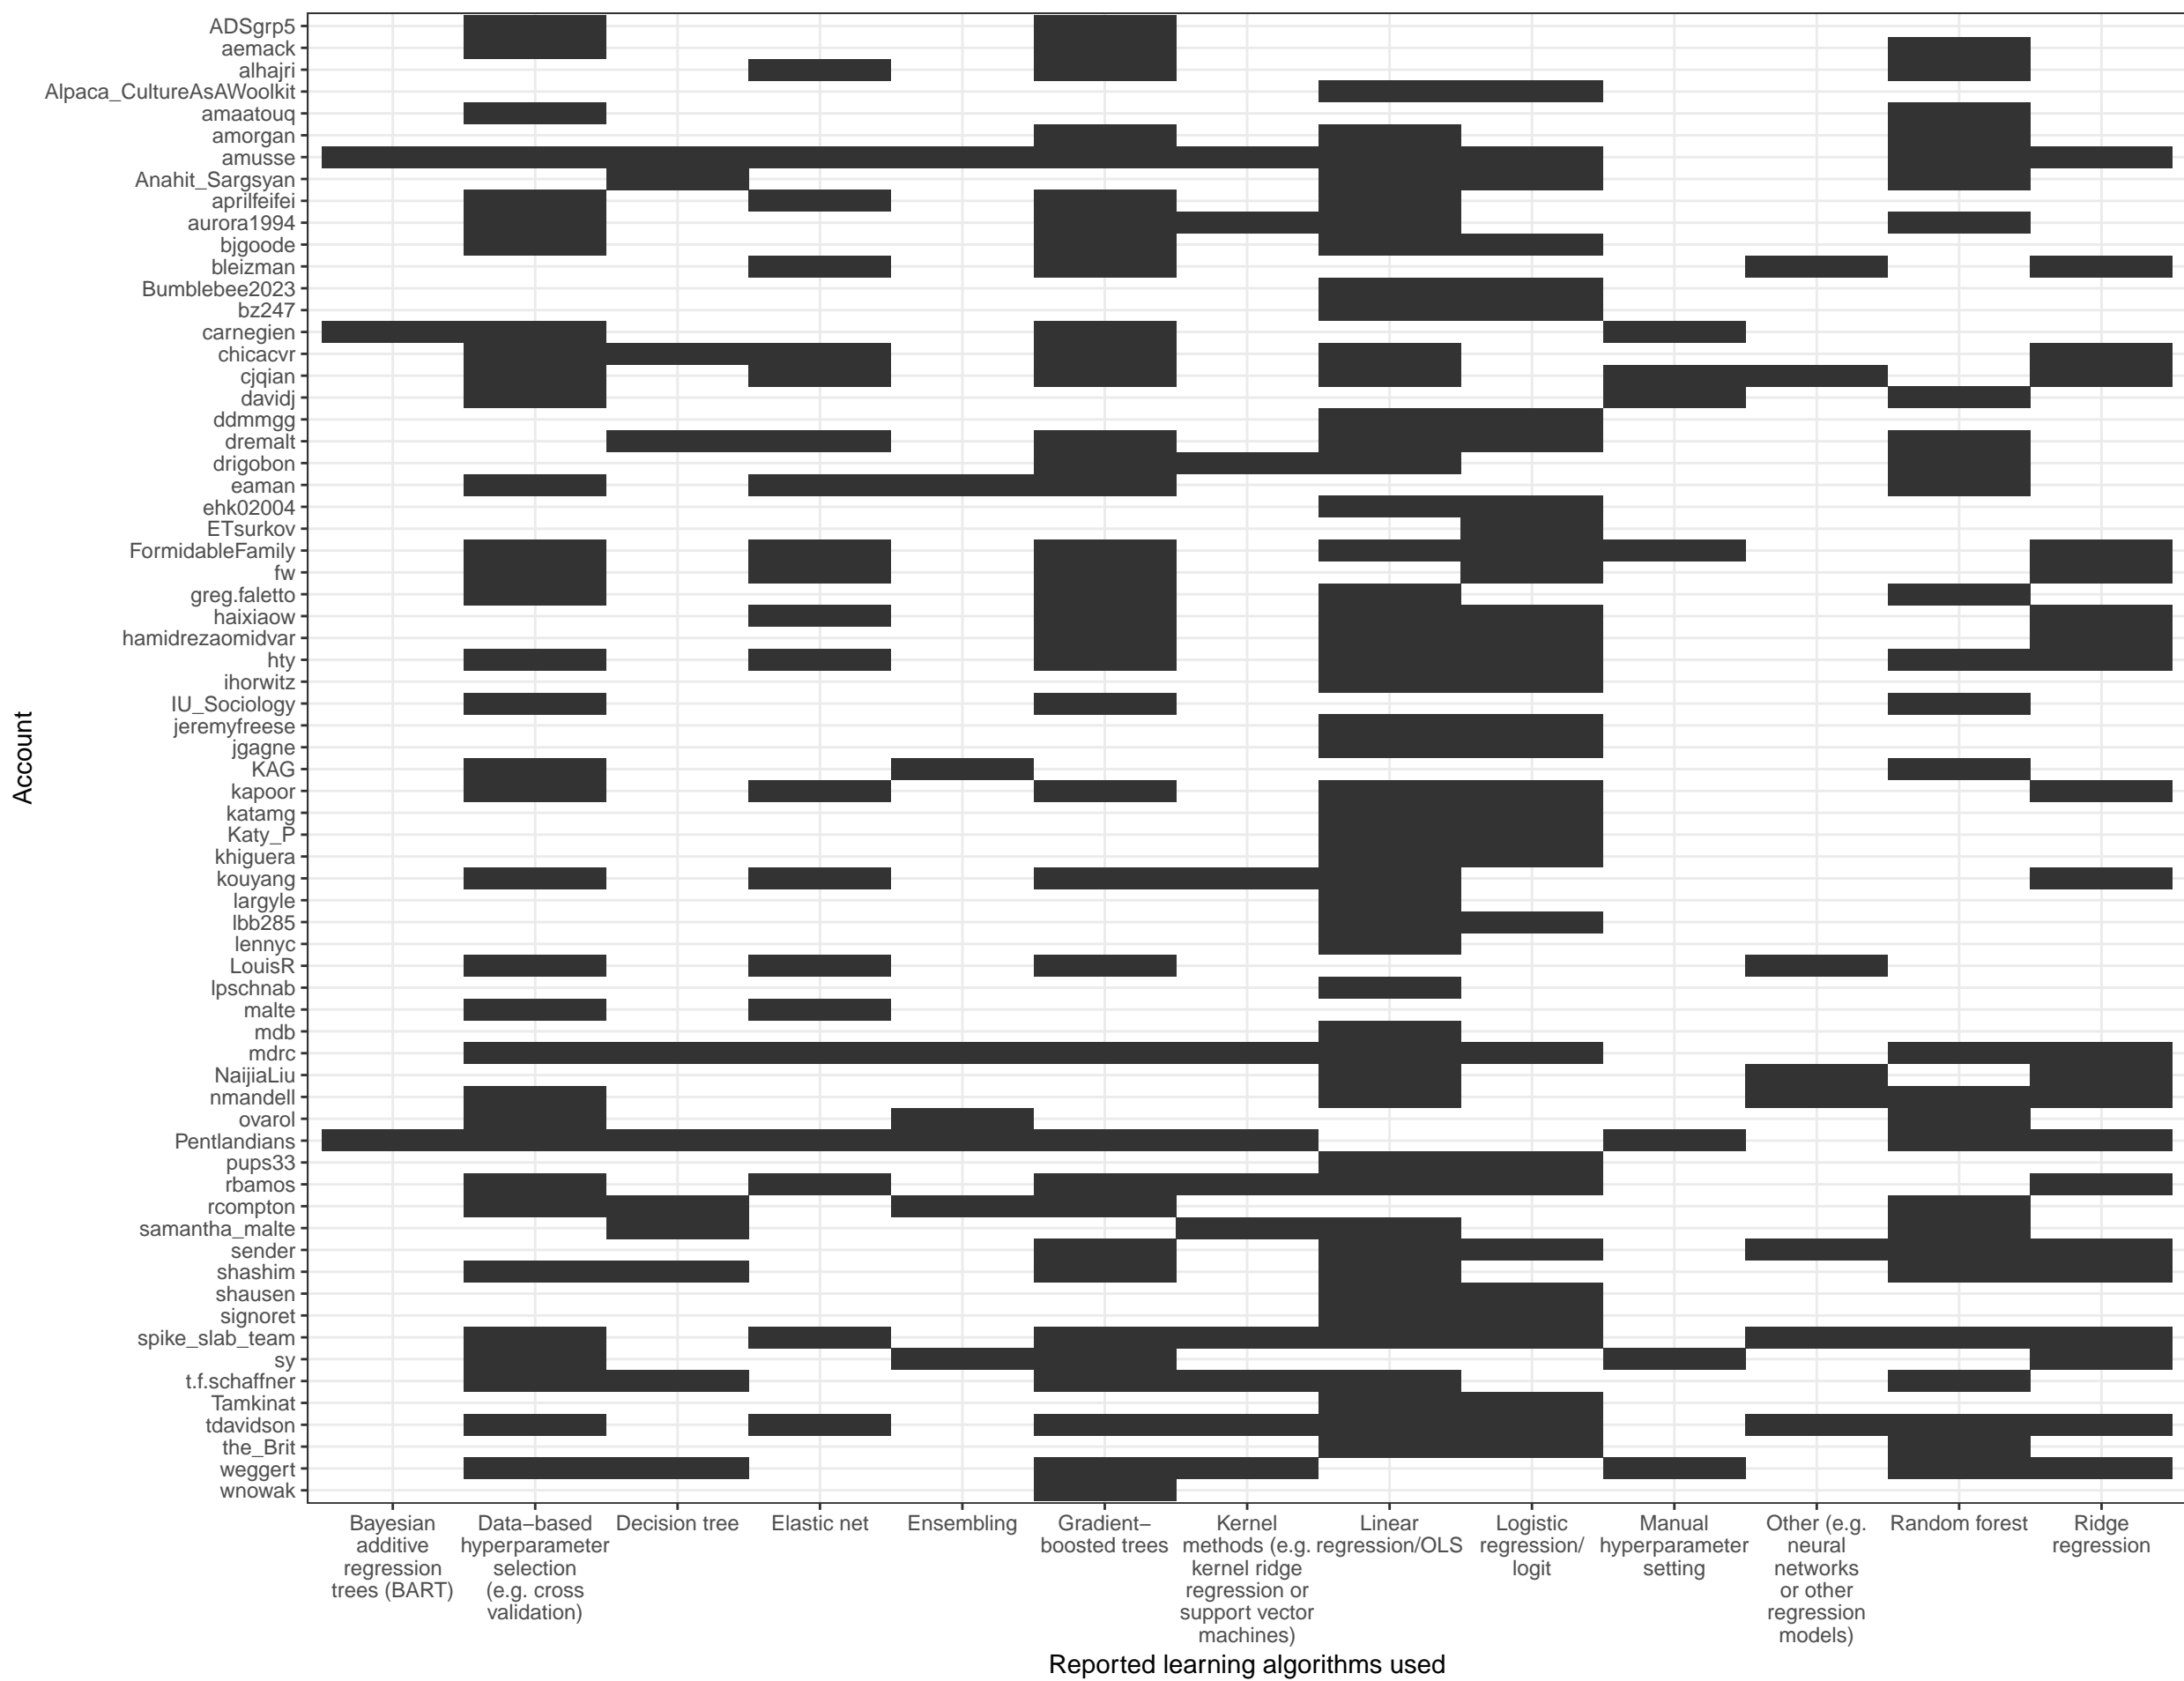 ADSgrp5
aemack
alhajri
Alpaca_CultureAsAWoolkit
amaatouq
amorgan
amusse
Anahit_Sargsyan
aprilfeifei
aurora1994
bjgoode
bleizman
Bumblebee2023
bz247
carnegien
chicacvr
cjqian
davidj
ddmmgg
dremalt
drigobon
eaman
ehk02004
ETsurkov
FormidableFamily
fw
greg.faletto
haixiaow
hamidrezaomidvar
hty
ihorwitz
IU_Sociology
jeremyfreese
jgagne
KAG
kapoor
katamg
Katy_P
khiguera
kouyang
largyle
lbb285
lennyc
LouisR
lpschnab
malte
mdb
mdrc
NaijiaLiu
nmandell
ovarol
Pentlandians
pups33
rbamos
rcompton
samantha_malte
sender
shashim
shausen
signoret
spike_slab_team
sy
t.f.schaffner
Tamkinat
tdavidson
the_Brit
weggert
wnowak
Account
Bayesian
additive
regression
trees (BART)
Data−based
hyperparameter
selection
(e.g. cross
validation)
Decision tree
Elastic net
Ensembling
Gradient−
boosted trees
Kernel
methods (e.g.
kernel ridge
regression or
support vector
machines)
Linear
regression/OLS
Logistic
regression/
logit
Manual
hyperparameter
setting
Other (e.g.
neural
networks
or other
regression
models)
Random forest
Ridge
regression
Reported learning algorithms used